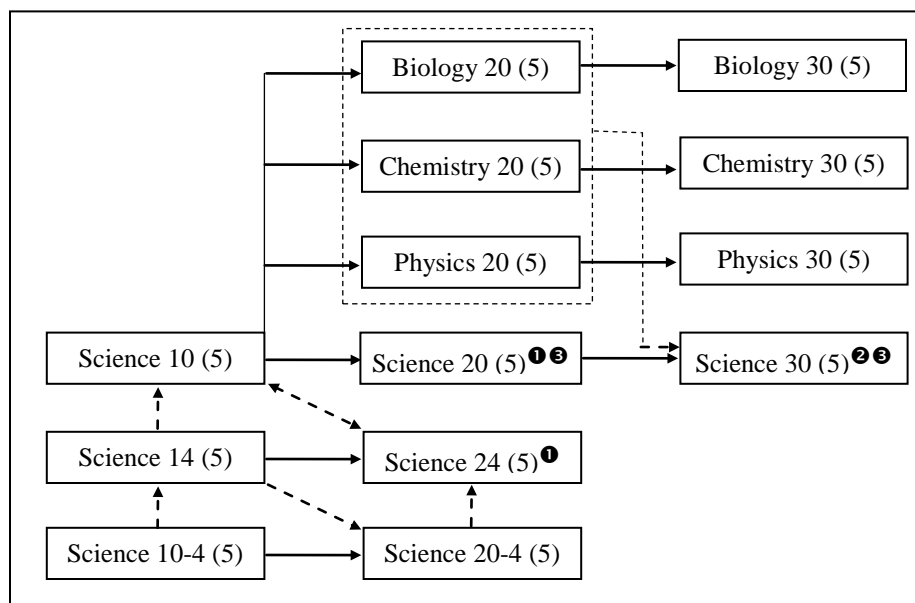 Biology 20 (5)
Biology 30 (5)
Chemistry 20 (5)
Chemistry 30 (5)
Physics 20 (5)
Physics 30 (5)
Science 10 (5)
Science 20 (5)❶❸
Science 30 (5)❷❸
Science 14 (5)
Science 24 (5)❶
Science 10-4 (5)
Science 20-4 (5)